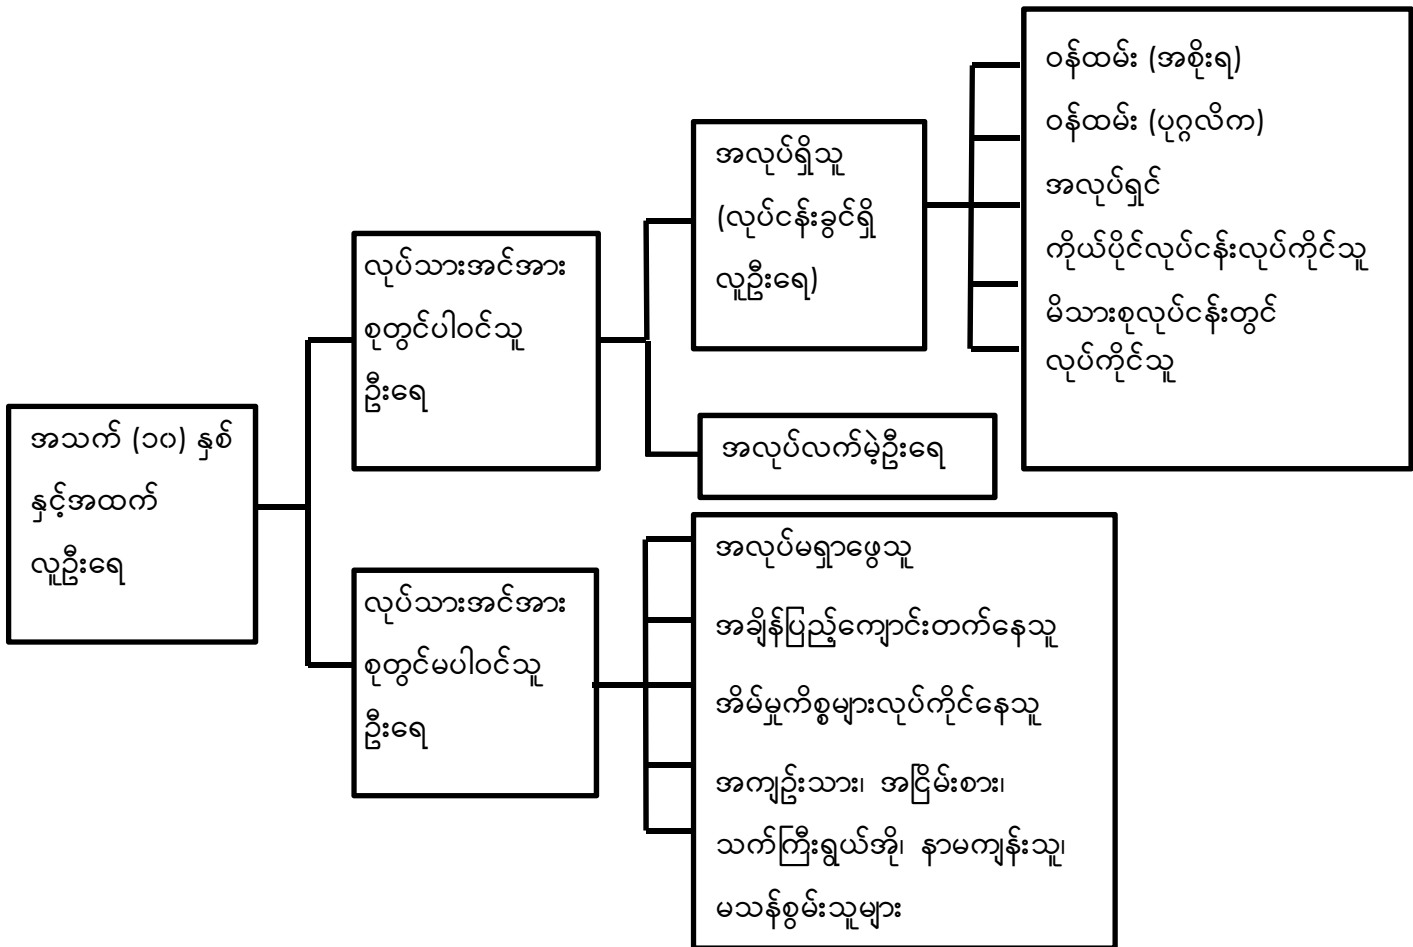 အသက် (၁၀) နှစ်
နှင့်အထက်
လူဦးရေ
လုပ်သားအင်အား
စုတွင်ပါဝင်သူ
ဦးရေ
လုပ်သားအင်အား
စုတွင်မပါဝင်သူ
ဦးရေ
အလုပ်ရှိသူ
(လုပ်ငန်းခွင်ရှိ
လူဦးရေ)
အလုပ်လက်မဲ့ဦးရေ
ဝန်ထမ်း (အစိုးရ)
ဝန်ထမ်း (ပုဂ္ဂလိက)
အလုပ်ရှင်
ကိုယ်ပိုင်လုပ်ငန်းလုပ်ကိုင်သူ
မိသားစုလုပ်ငန်းတွင်
လုပ်ကိုင်သူ
အလုပ်မရှာဖွေသူ
အချိန်ပြည့်ကျောင်းတက်နေသူ
အိမ်မှုကိစ္စများလုပ်ကိုင်နေသူ
အကျဥ်းသား၊ အငြိမ်းစား၊
သက်ကြီးရွယ်အို၊ နာမကျန်းသူ၊
မသန်စွမ်းသူများ